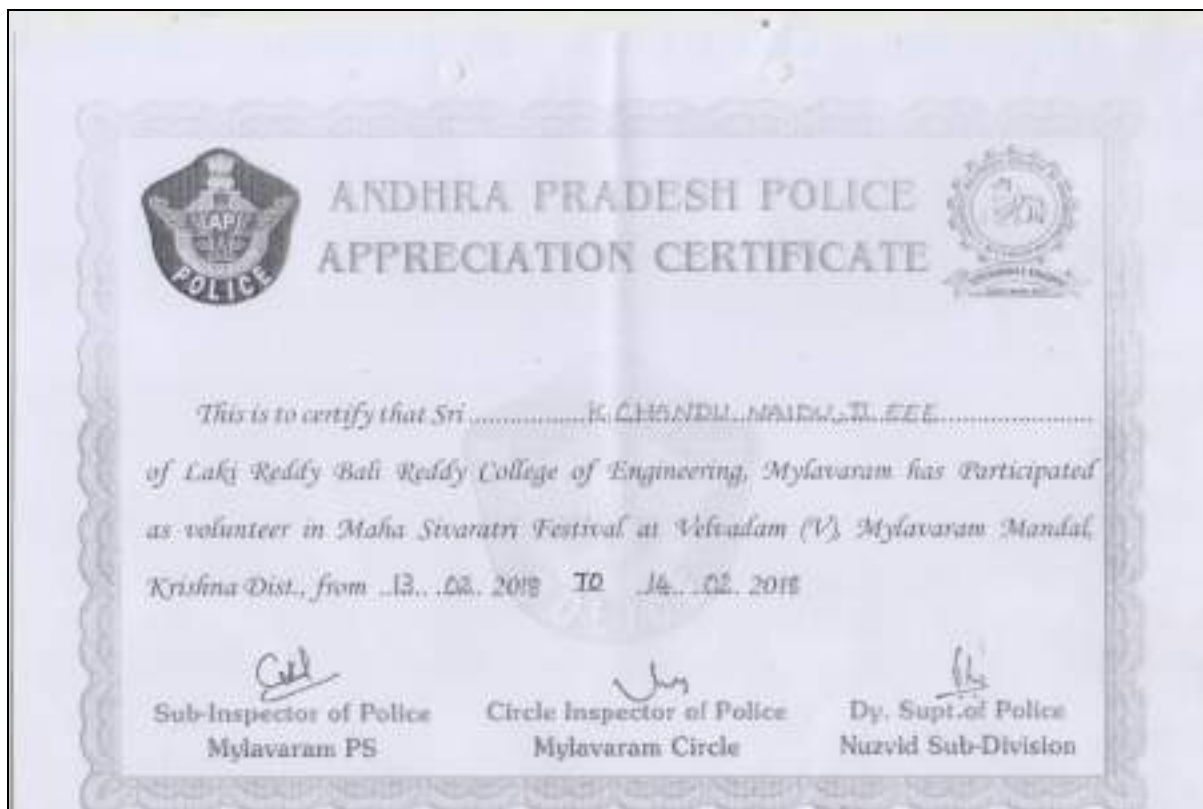 ANDHRA PRADESH POLICE
APPRECIATION CERTIFICATE
AP
POLICE
This is to certify that Sri ................ K. CHANDU NAIDU, II EEE ................
of Laki Reddy Bali Reddy College of Engineering, Mylavaram has Participated
as volunteer in Maha Sivaratri Festival at Velvadam (V), Mylavaram Mandal,
Krishna Dist., from 13. 02. 2018 TO 14. 02. 2018
Sub-Inspector of Police
Mylavaram PS
Circle Inspector of Police
Mylavaram Circle
Dy. Supt.of Police
Nuzvid Sub-Division